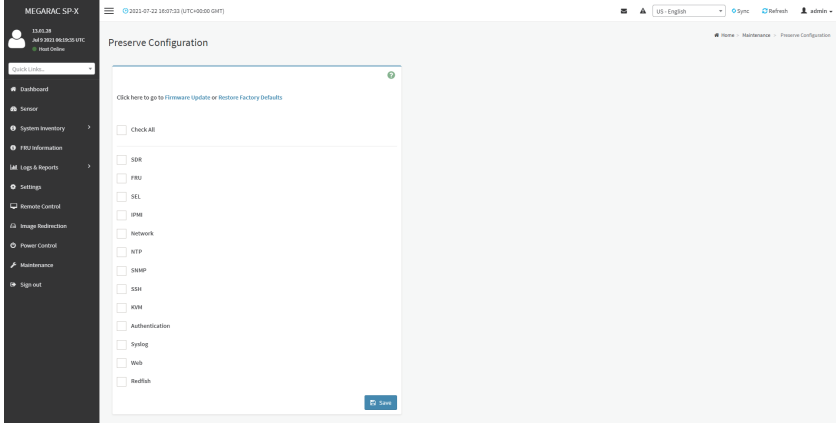 MEGARAC SP-X
2021-07-22 16:07:33 (UTC+00:00 GMT)
US - English
Sync
Refresh
admin
13.01.28
Jul 9 2021 06:19:35 UTC
Host Online
Quick Links...
Dashboard
Sensor
System Inventory
FRU Information
Logs & Reports
Settings
Remote Control
Image Redirection
Power Control
Maintenance
Sign out
Preserve Configuration
Home > Maintenance > Preserve Configuration
Click here to go to Firmware Update or Restore Factory Defaults
Check All
SDR
FRU
SEL
IPMI
Network
NTP
SNMP
SSH
KVM
Authentication
Syslog
Web
Redfish
Save